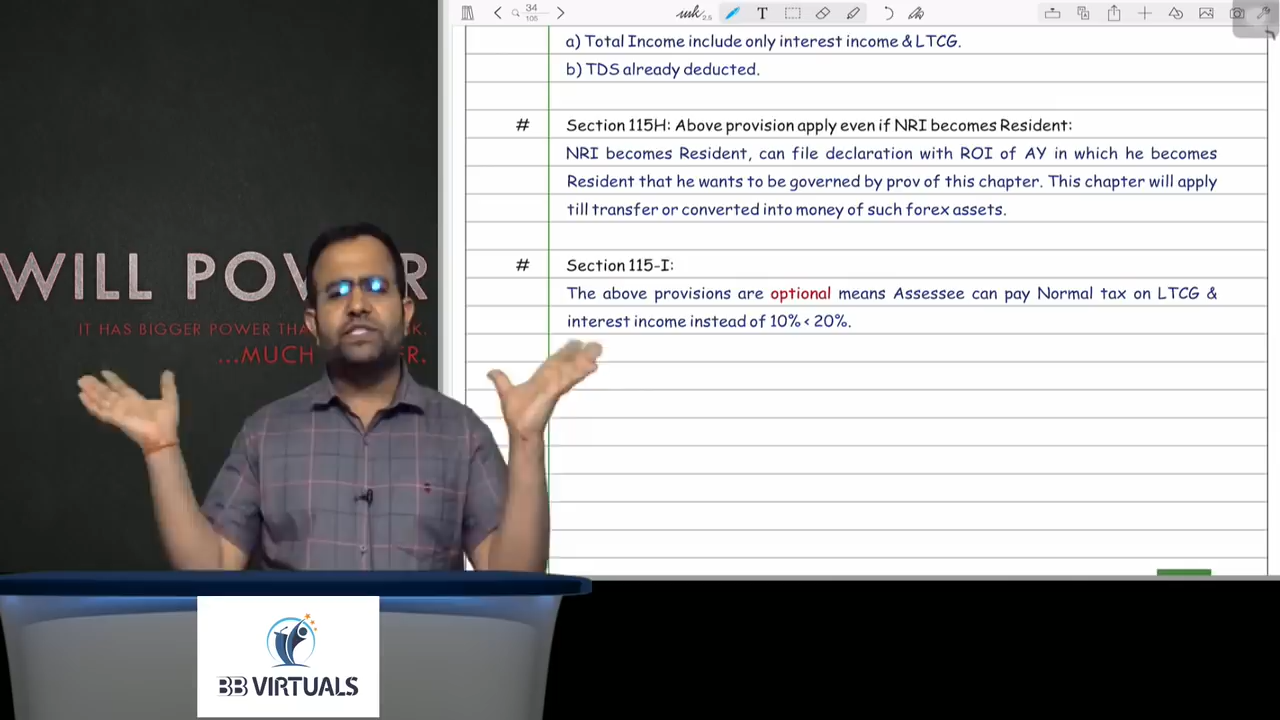 34
105
2.5
T
a) Total Income include only interest income & LTCG.
b) TDS already deducted.
# Section 115H: Above provision apply even if NRI becomes Resident:
NRI becomes Resident, can file declaration with ROI of AY in which he becomes
Resident that he wants to be governed by prov of this chapter. This chapter will apply
till transfer or converted into money of such forex assets.
# Section 115-I:
The above provisions are optional means Assessee can pay Normal tax on LTCG &
interest income instead of 10% < 20%.
WILL
IT HAS BIGGER POWER
...MUCH
BB VIRTUALS